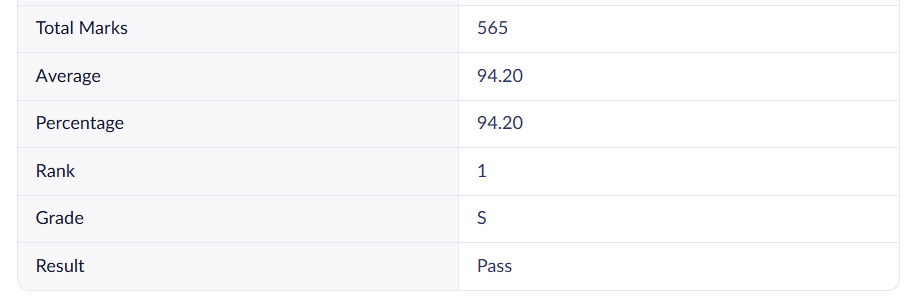 Total Marks 565
Average 94.20
Percentage 94.20
Rank 1
Grade S
Result Pass